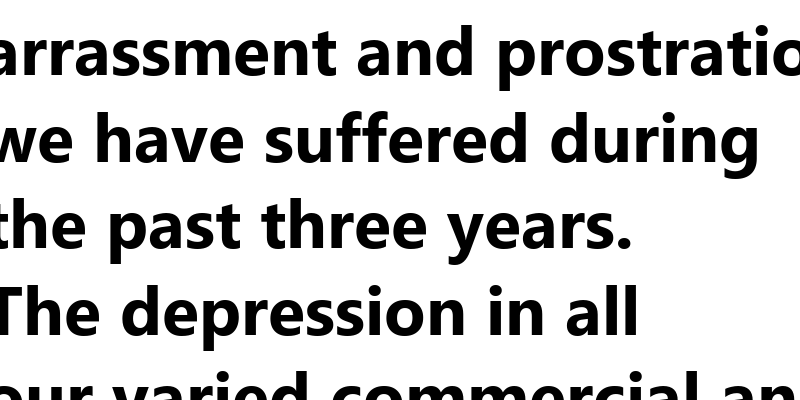 arrassment and prostratio
we have suffered during
the past three years.
The depression in all
our varied commercial an